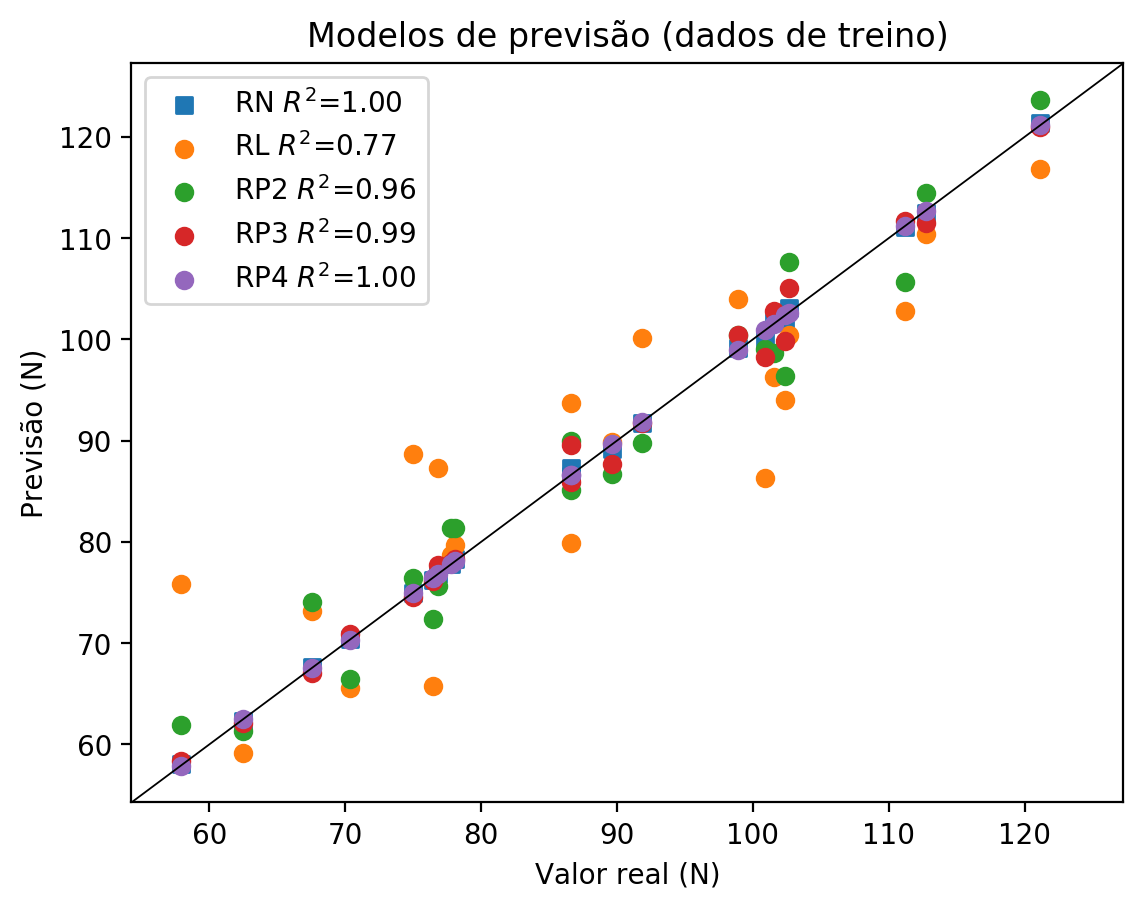 Modelos de previsão (dados de treino)
RN R²=1.00
RL R²=0.77
RP2 R²=0.96
RP3 R²=0.99
RP4 R²=1.00
120
110
100
90
80
70
60
Previsão (N)
60 70 80 90 100 110 120
Valor real (N)